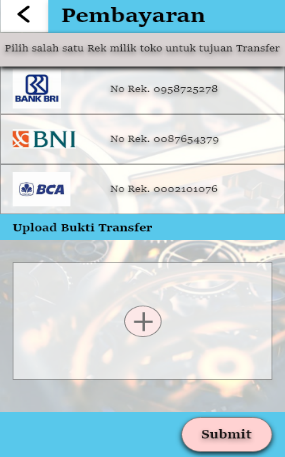 Pembayaran
Pilih salah satu Rek milik toko untuk tujuan Transfer
BANK BRI
No Rek. 0958725278
BNI
No Rek. 0087654379
BCA
No Rek. 0002101076
Upload Bukti Transfer
Submit